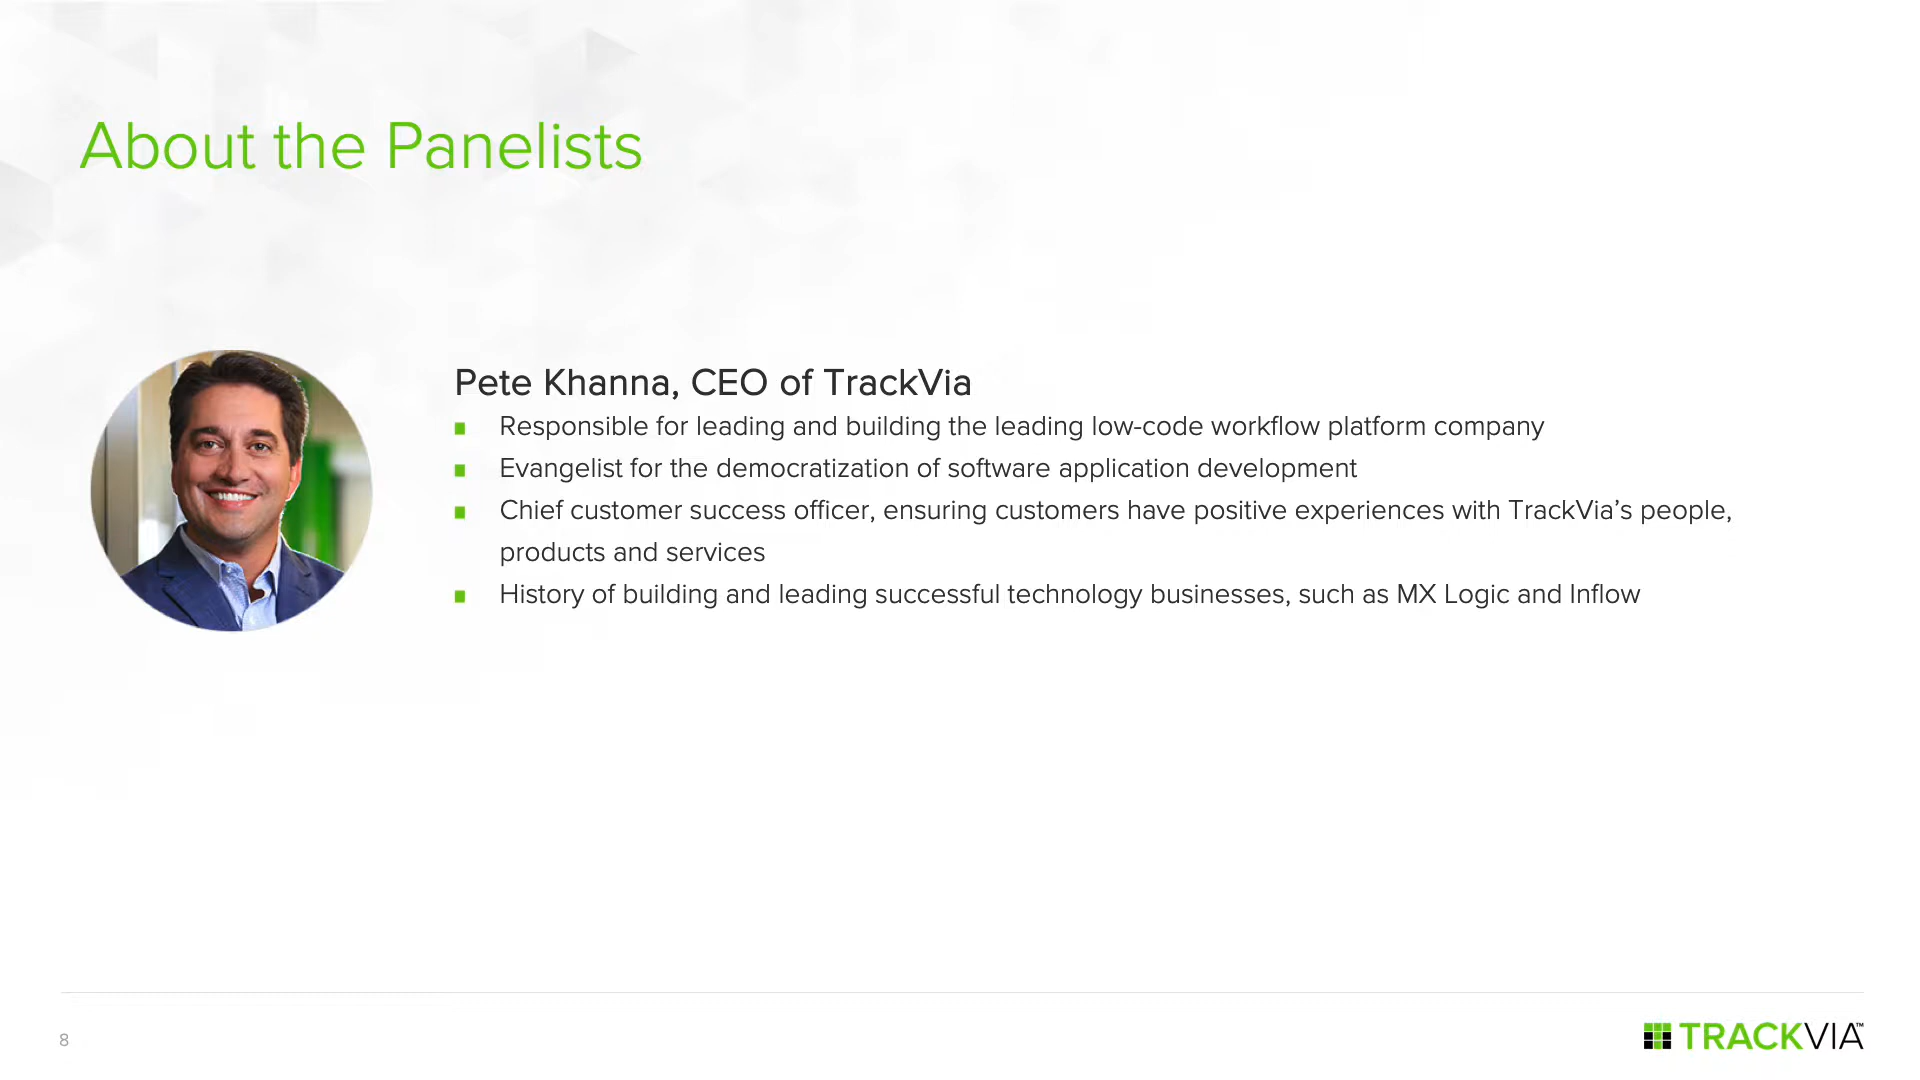 About the Panelists
Pete Khanna, CEO of TrackVia
Responsible for leading and building the leading low-code workflow platform company
Evangelist for the democratization of software application development
Chief customer success officer, ensuring customers have positive experiences with TrackVia’s people,
products and services
History of building and leading successful technology businesses, such as MX Logic and Inflow
8
TRACKVIA™